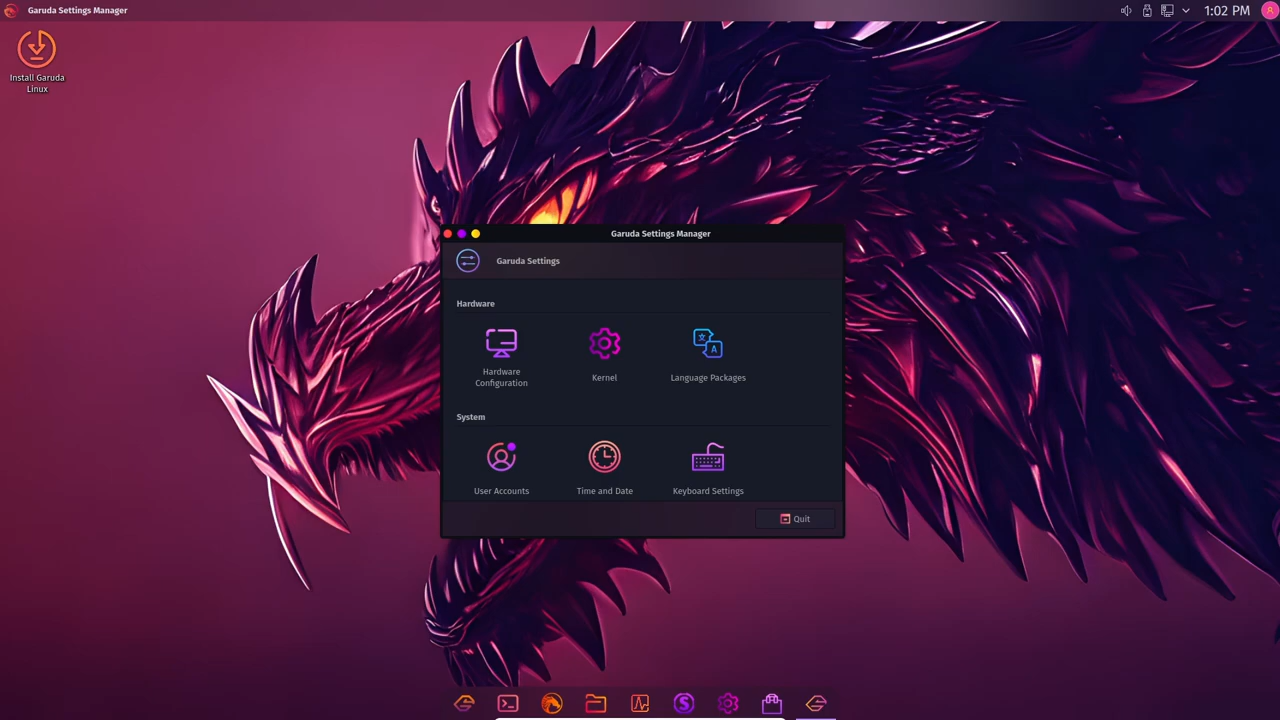 Garuda Settings Manager
1:02 PM
Install Garuda
Linux
Garuda Settings Manager
Garuda Settings
Hardware
Hardware
Configuration
Kernel
Language Packages
System
User Accounts
Time and Date
Keyboard Settings
Quit